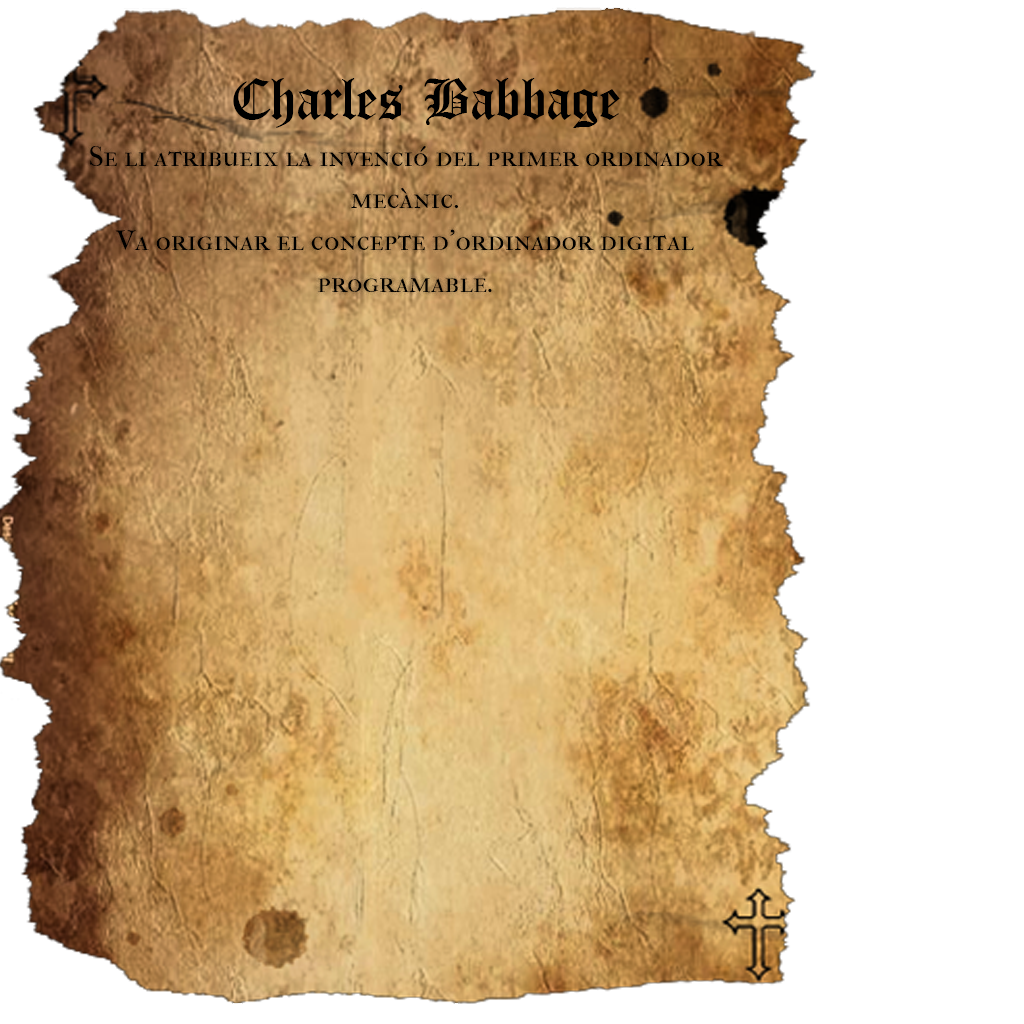 Charles Babbage
Se li atribueix la invenció del primer ordinador
mecànic.
Va originar el concepte d'ordinador digital
programable.